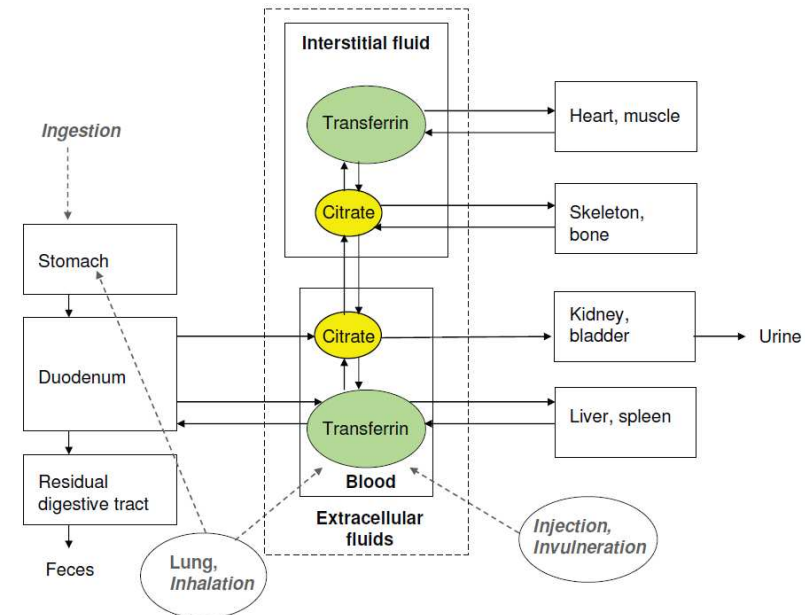 Interstitial fluid
Transferrin
Heart, muscle
Ingestion
Citrate
Skeleton,
bone
Stomach
Citrate
Kidney,
bladder
Urine
Duodenum
Transferrin
Liver, spleen
Blood
Residual
digestive tract
Extracellular
fluids
Injection,
Invulneration
Lung,
Inhalation
Feces